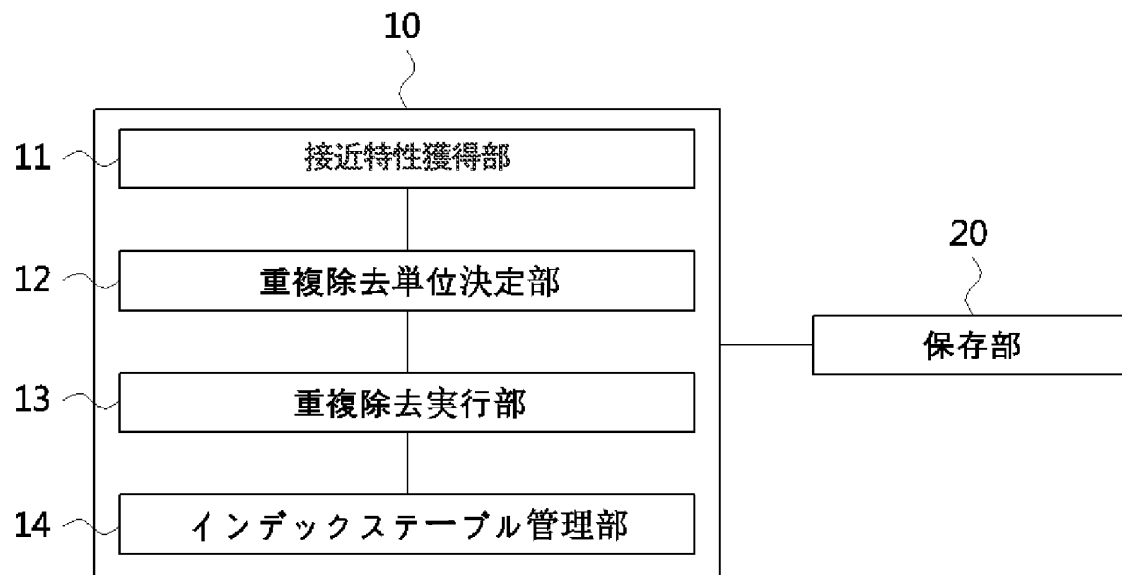 10
11 接近特性獲得部
12 重複除去単位決定部
20
保存部
13 重複除去実行部
14 インデックステーブル管理部